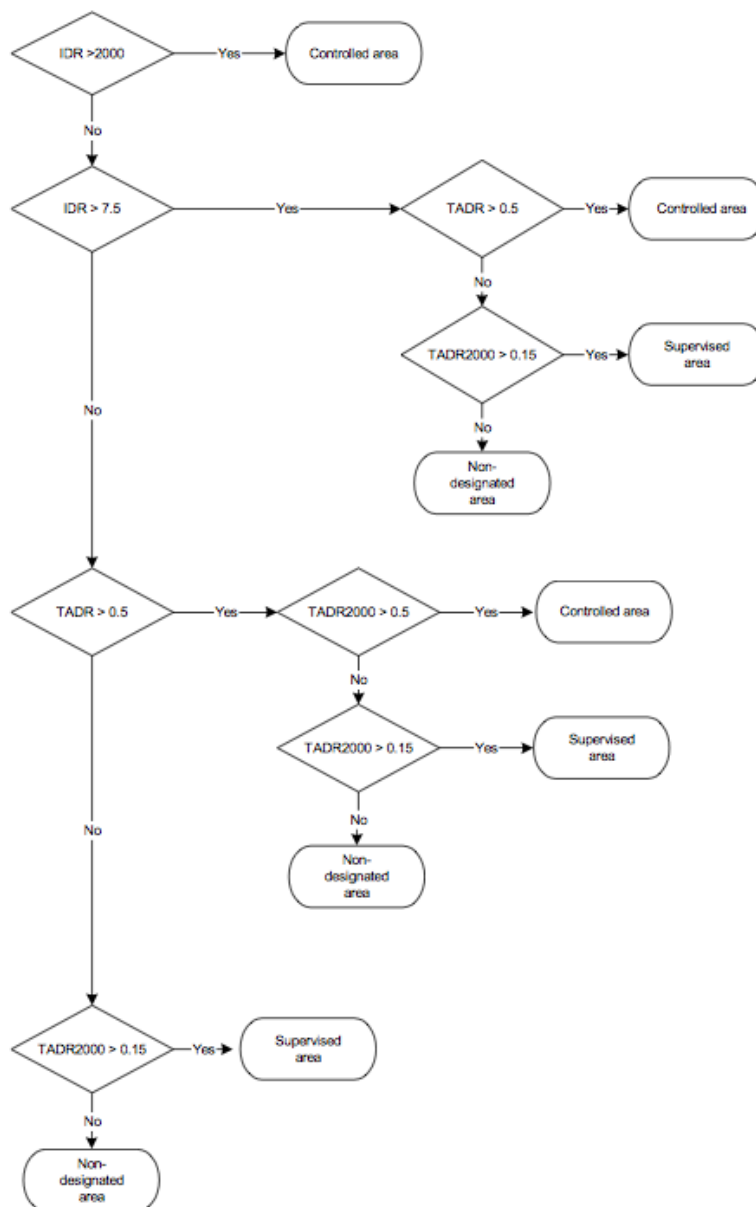 IDR >2000
Yes
Controlled area
No
IDR > 7.5
Yes
TADR > 0.5
Yes
Controlled area
No
TADR2000 > 0.15
Yes
Supervised
area
No
No
Non-
designated
area
TADR > 0.5
Yes
TADR2000 > 0.5
Yes
Controlled area
No
TADR2000 > 0.15
Yes
Supervised
area
No
No
Non-
designated
area
TADR2000 > 0.15
Yes
Supervised
area
No
Non-
designated
area